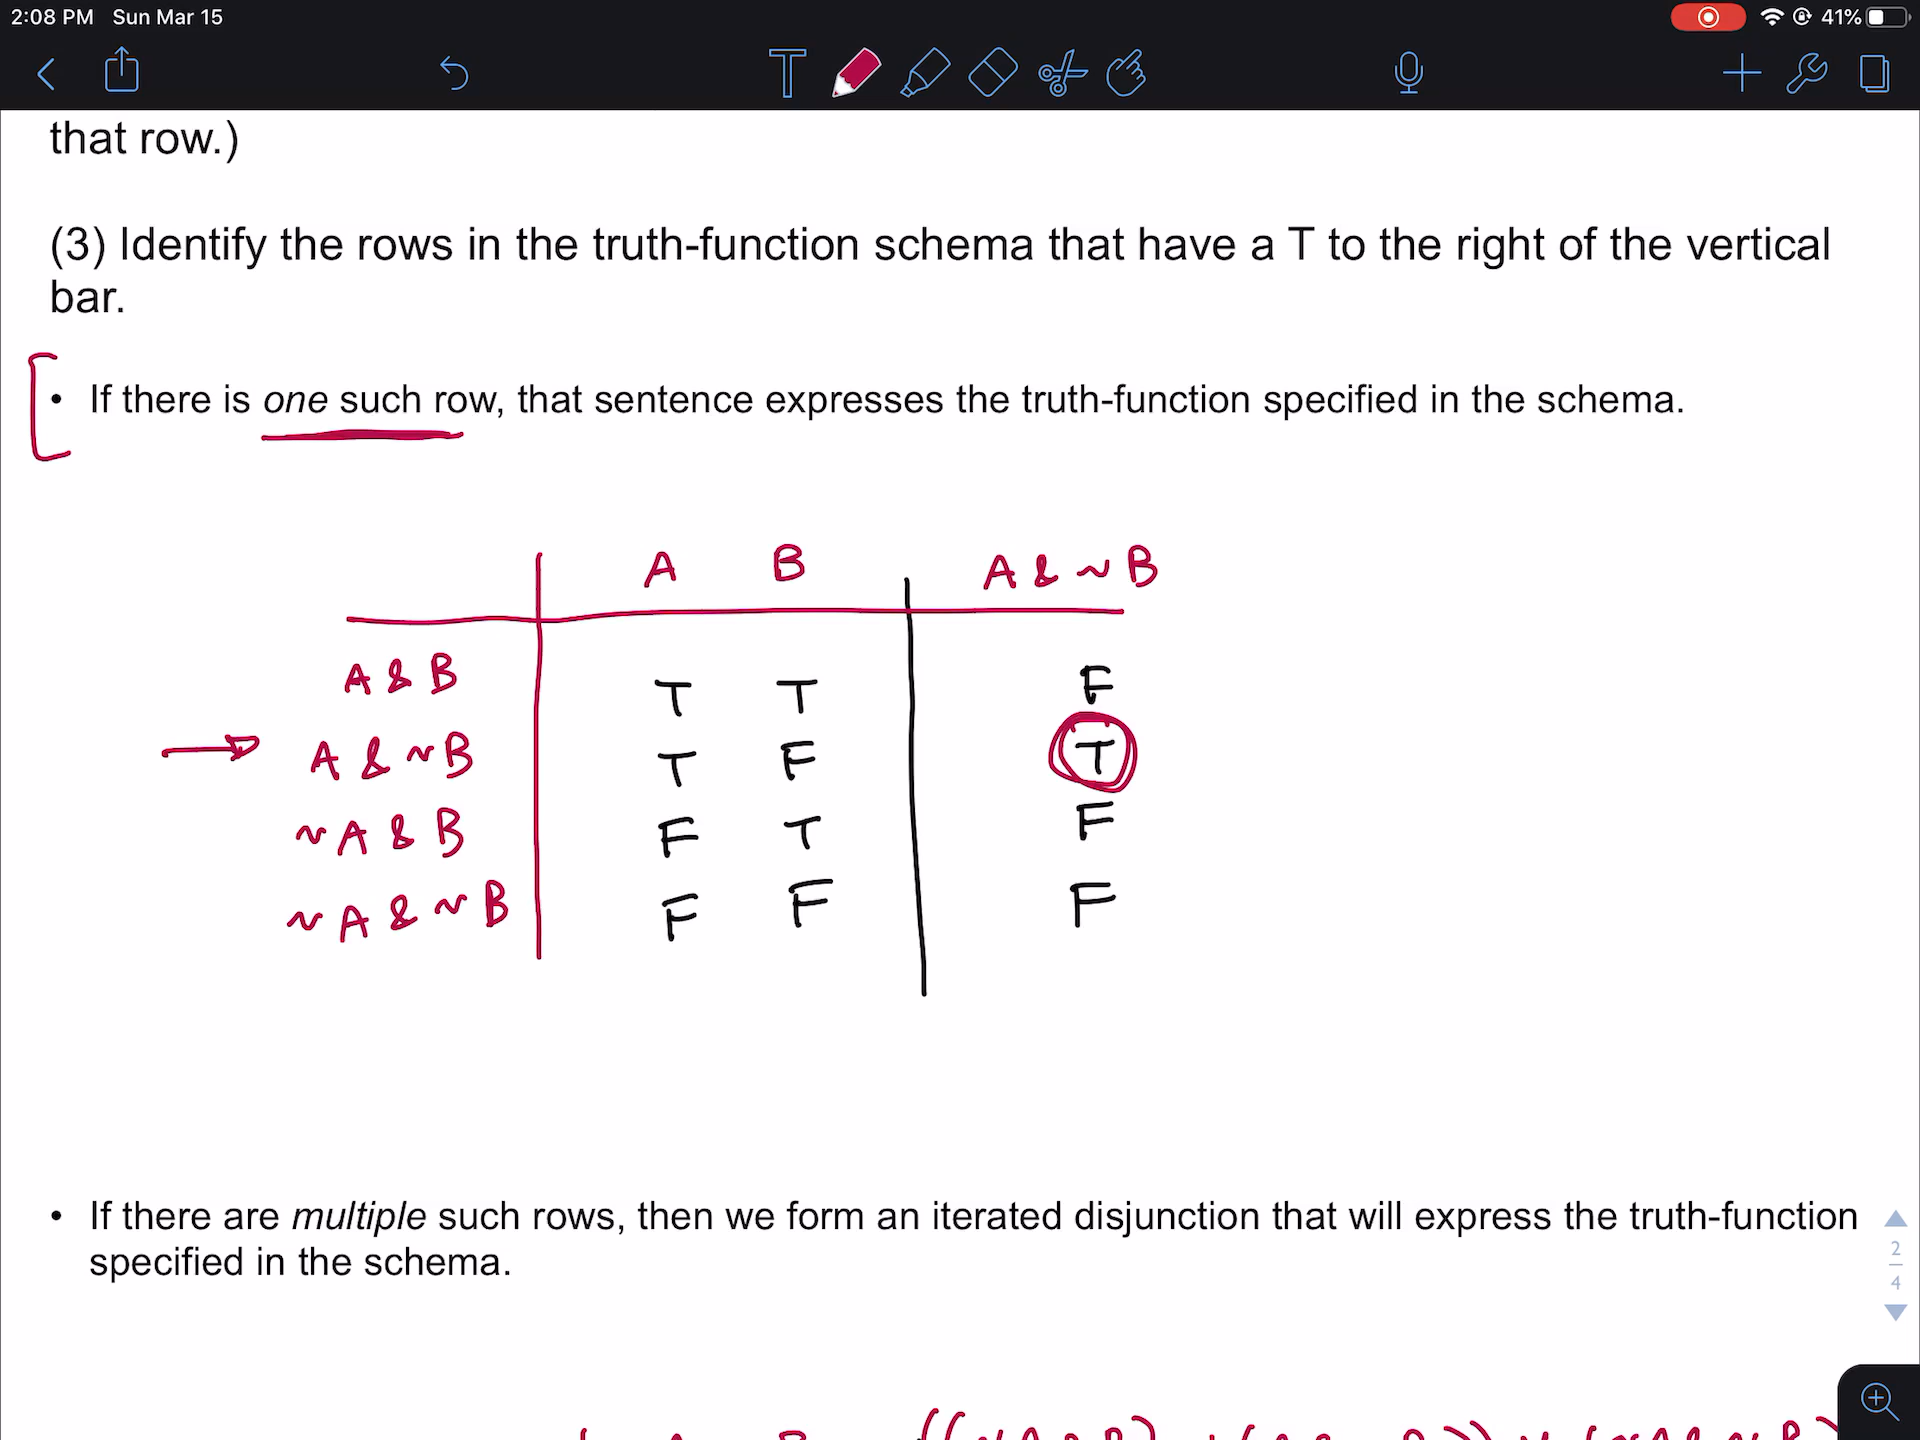 2:08 PM Sun Mar 15 41%
T
that row.)
(3) Identify the rows in the truth-function schema that have a T to the right of the vertical
bar.
• If there is one such row, that sentence expresses the truth-function specified in the schema.
A B A & ~B
A & B T T F
A & ~B T F T
~A & B F T F
~A & ~B F F F
• If there are multiple such rows, then we form an iterated disjunction that will express the truth-function
specified in the schema.
2
4